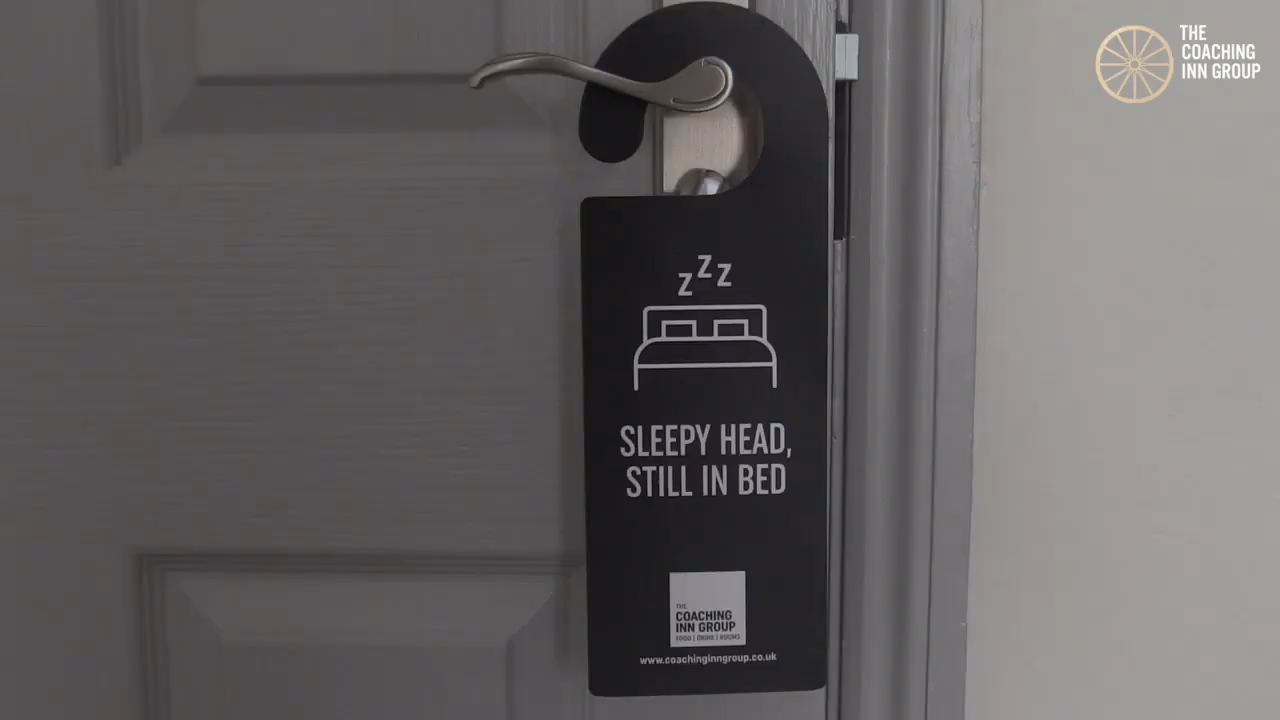 THE
COACHING
INN GROUP
z z z
SLEEPY HEAD,
STILL IN BED
THE
COACHING
INN GROUP
FOOD | DRINK | ROOMS
www.coachinginngroup.co.uk